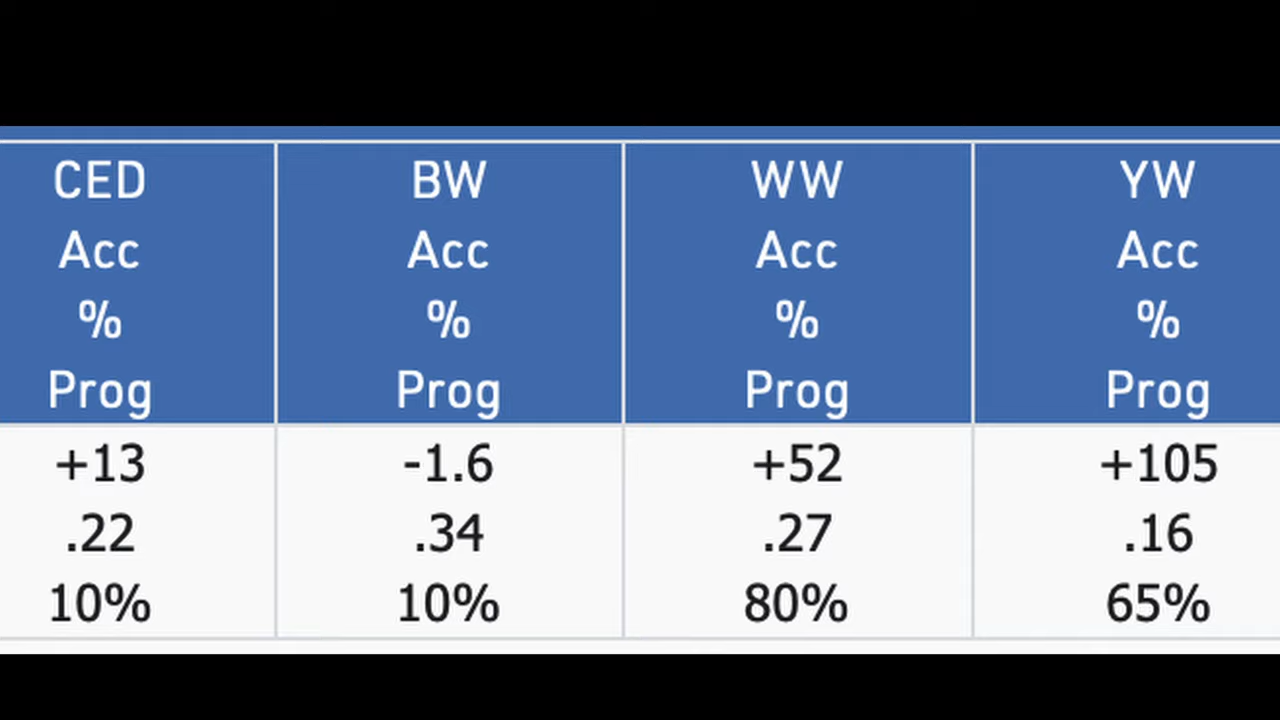 CED BW WW YW
Acc Acc Acc Acc
% % % %
Prog Prog Prog Prog
+13 -1.6 +52 +105
.22 .34 .27 .16
10% 10% 80% 65%